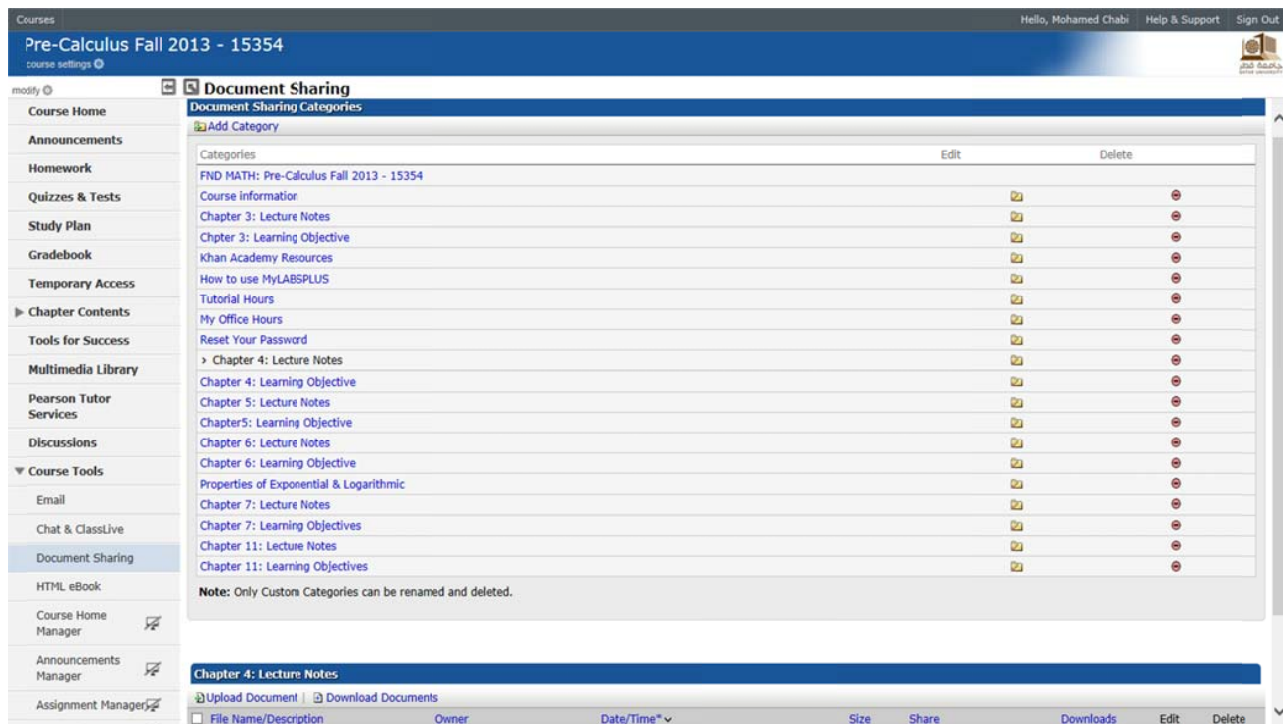 Courses
Hello, Mohamed Chabi Help & Support Sign Out
Pre-Calculus Fall 2013 - 15354
course settings
جامعة قطر
QATAR UNIVERSITY
modify
Course Home
Announcements
Homework
Quizzes & Tests
Study Plan
Gradebook
Temporary Access
Chapter Contents
Tools for Success
Multimedia Library
Pearson Tutor
Services
Discussions
Course Tools
Email
Chat & ClassLive
Document Sharing
HTML eBook
Course Home
Manager
Announcements
Manager
Assignment Manager
Document Sharing
Document Sharing Categories
Add Category
Categories Edit Delete
FND MATH: Pre-Calculus Fall 2013 - 15354
Course information
Chapter 3: Lecture Notes
Chpter 3: Learning Objective
Khan Academy Resources
How to use MyLABSPLUS
Tutorial Hours
My Office Hours
Reset Your Password
> Chapter 4: Lecture Notes
Chapter 4: Learning Objective
Chapter 5: Lecture Notes
Chapter5: Learning Objective
Chapter 6: Lecture Notes
Chapter 6: Learning Objective
Properties of Exponential & Logarithmic
Chapter 7: Lecture Notes
Chapter 7: Learning Objectives
Chapter 11: Lecture Notes
Chapter 11: Learning Objectives
Note: Only Custom Categories can be renamed and deleted.
Chapter 4: Lecture Notes
Upload Document | Download Documents
File Name/Description Owner Date/Time* Size Share Downloads Edit Delete